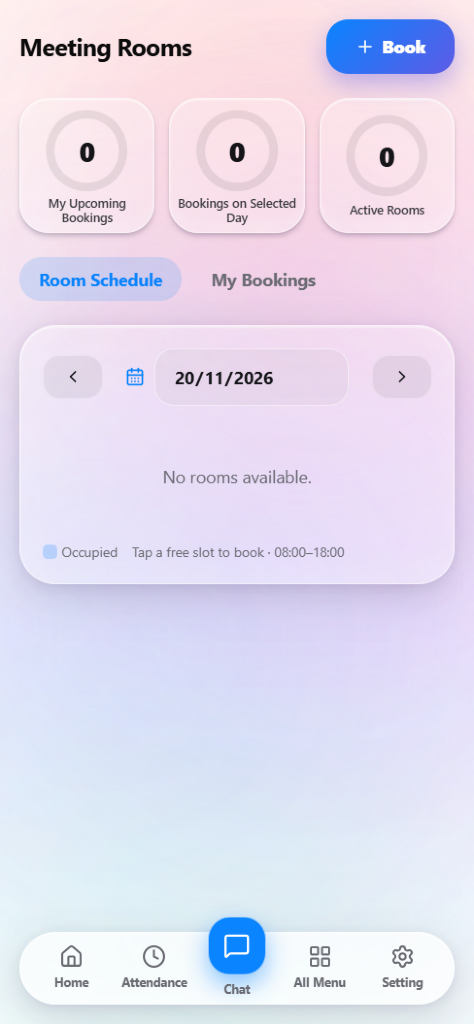 Meeting Rooms
Book
0
My Upcoming
Bookings
0
Bookings on Selected
Day
0
Active Rooms
Room Schedule
My Bookings
20/11/2026
No rooms available.
Occupied
Tap a free slot to book · 08:00–18:00
Home
Attendance
Chat
All Menu
Setting